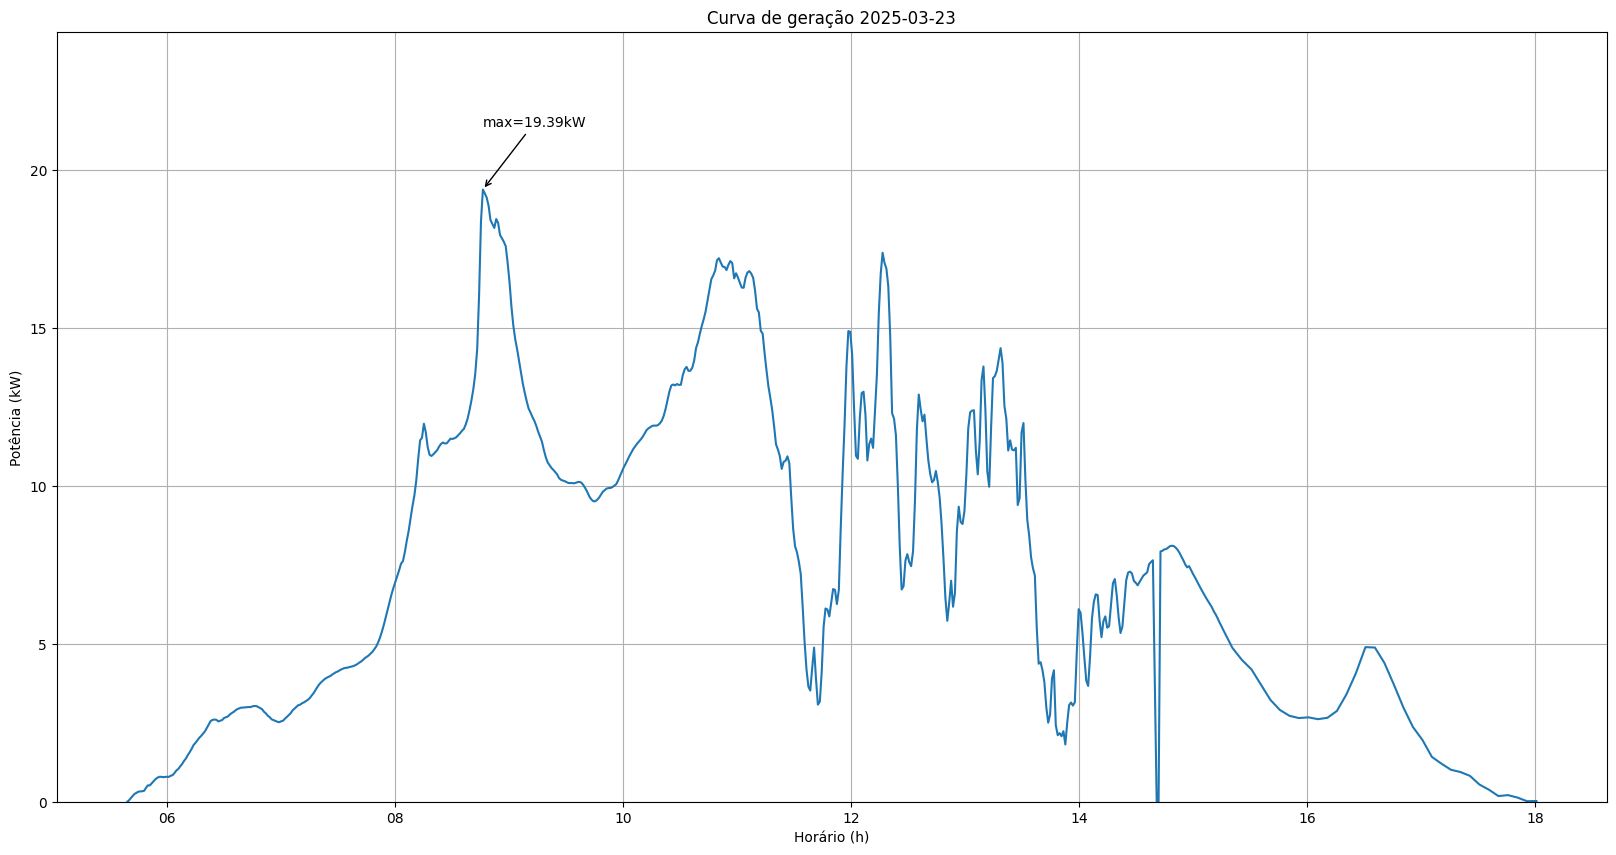 Curva de geração 2025-03-23
max=19.39kW
Potência (kW)
20
15
10
5
0
06 08 10 12 14 16 18
Horário (h)